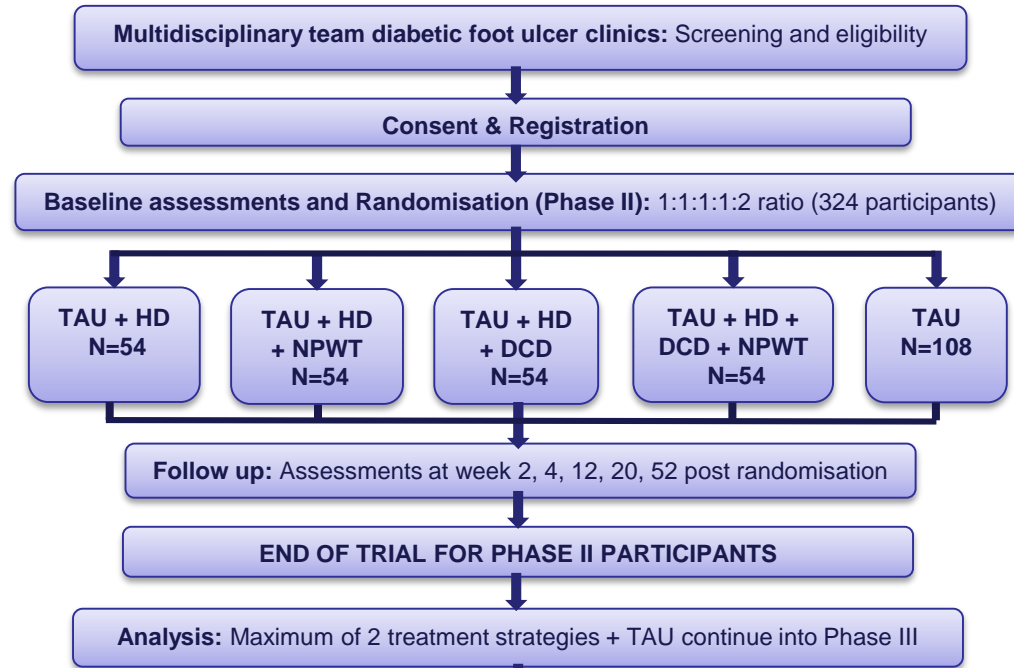 Multidisciplinary team diabetic foot ulcer clinics: Screening and eligibility
Consent & Registration
Baseline assessments and Randomisation (Phase II): 1:1:1:1:2 ratio (324 participants)
TAU + HD
N=54
TAU + HD
+ NPWT
N=54
TAU + HD
+ DCD
N=54
TAU + HD +
DCD + NPWT
N=54
TAU
N=108
Follow up: Assessments at week 2, 4, 12, 20, 52 post randomisation
END OF TRIAL FOR PHASE II PARTICIPANTS
Analysis: Maximum of 2 treatment strategies + TAU continue into Phase III